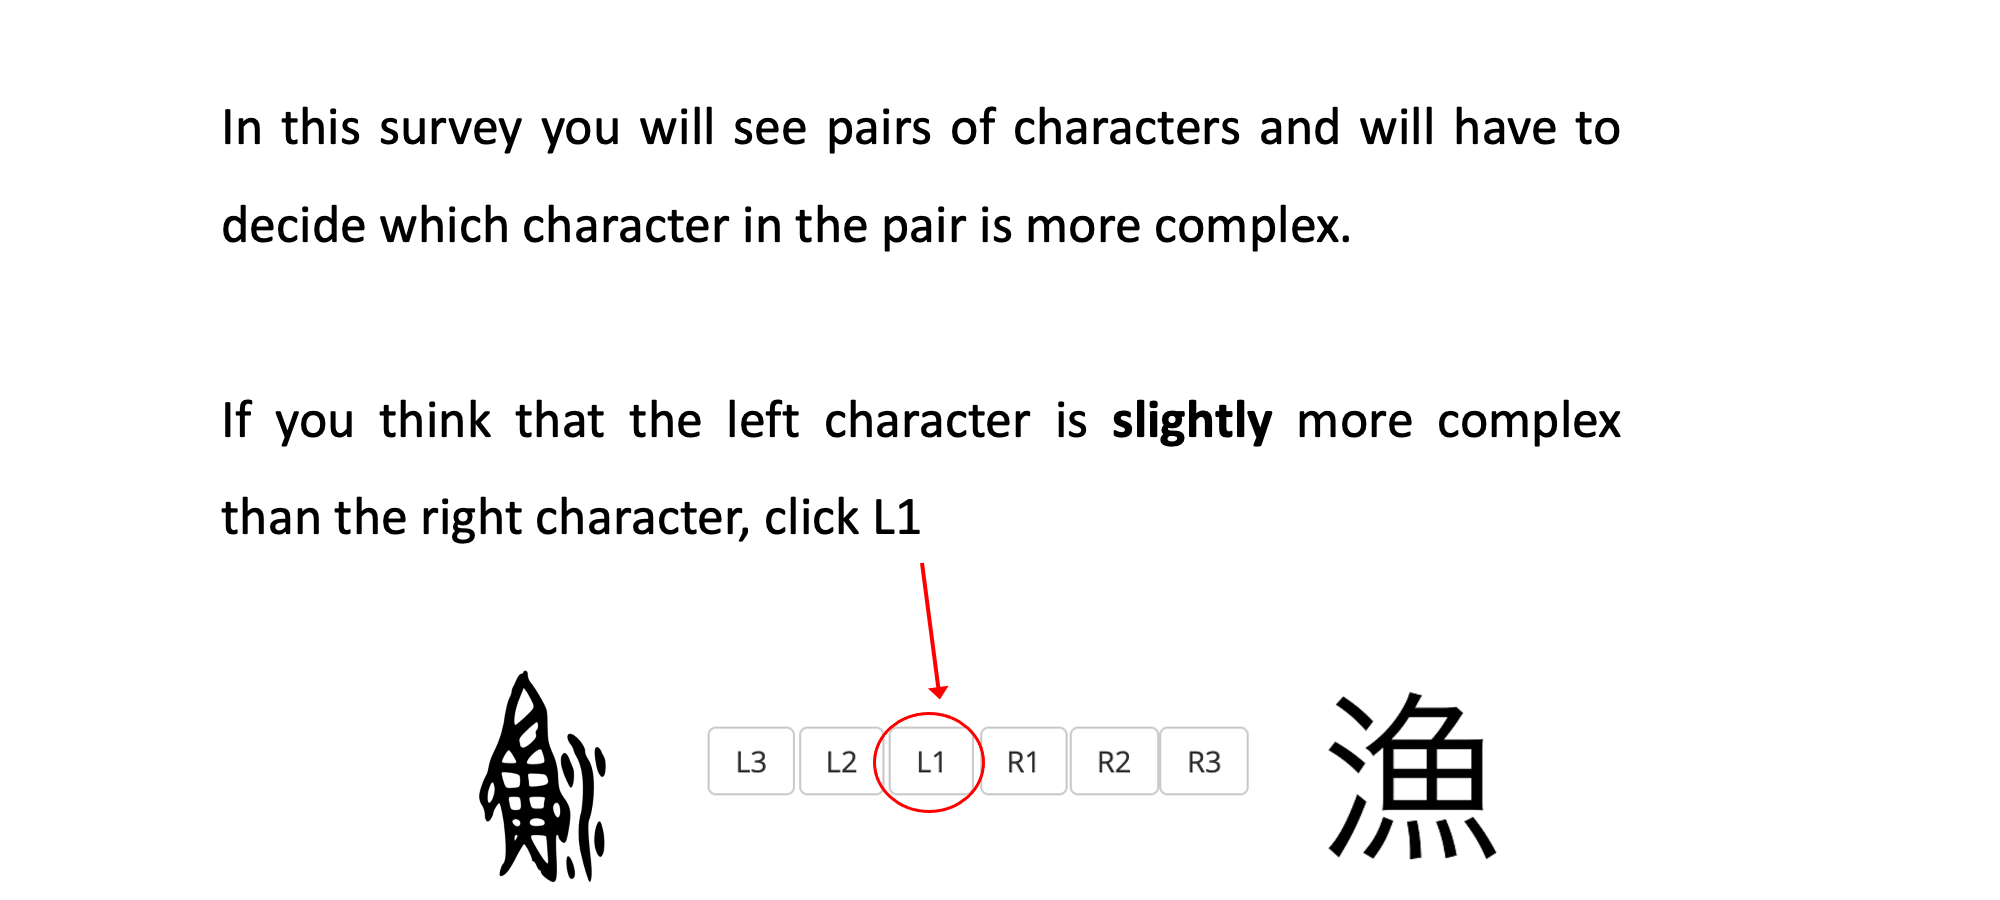 In this survey you will see pairs of characters and will have to
decide which character in the pair is more complex.
If you think that the left character is slightly more complex
than the right character, click L1
L3 L2 L1 R1 R2 R3 漁